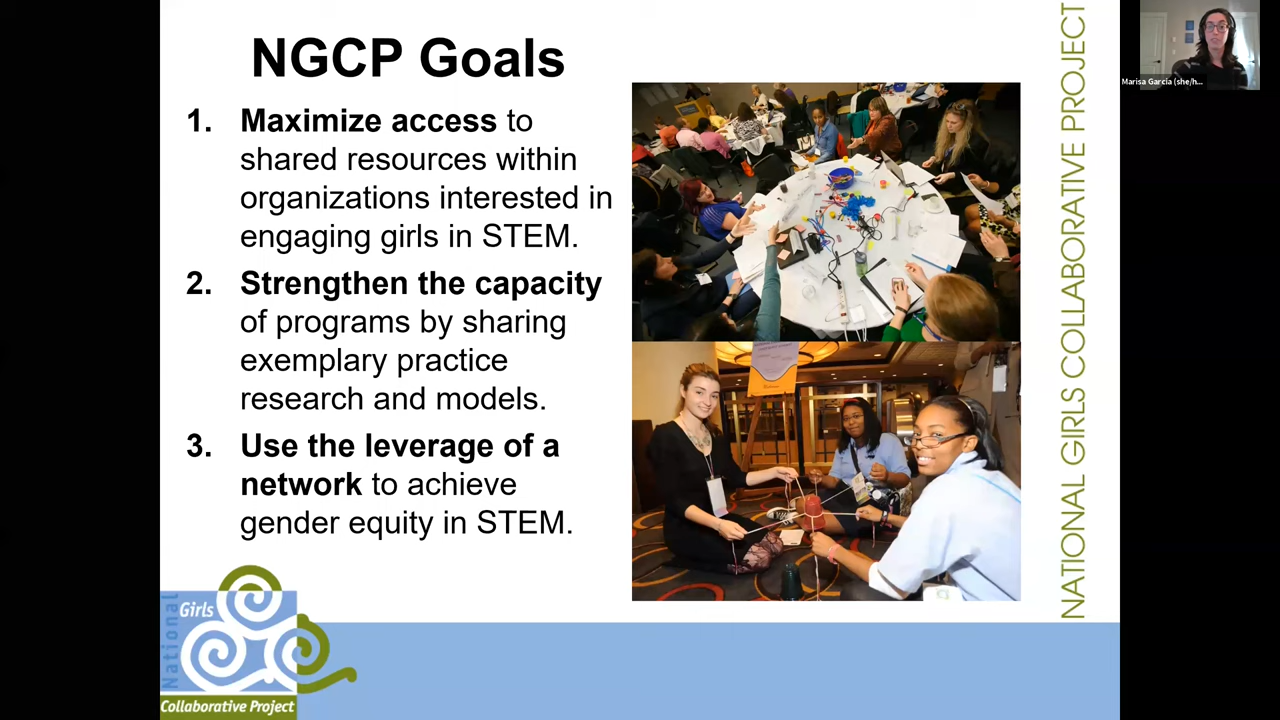 NGCP Goals
1. Maximize access to
shared resources within
organizations interested in
engaging girls in STEM.
2. Strengthen the capacity
of programs by sharing
exemplary practice
research and models.
3. Use the leverage of a
network to achieve
gender equity in STEM.
NATIONAL GIRLS COLLABORATIVE PROJECT
Marisa Garcia (she/h...
National
Girls
Collaborative Project